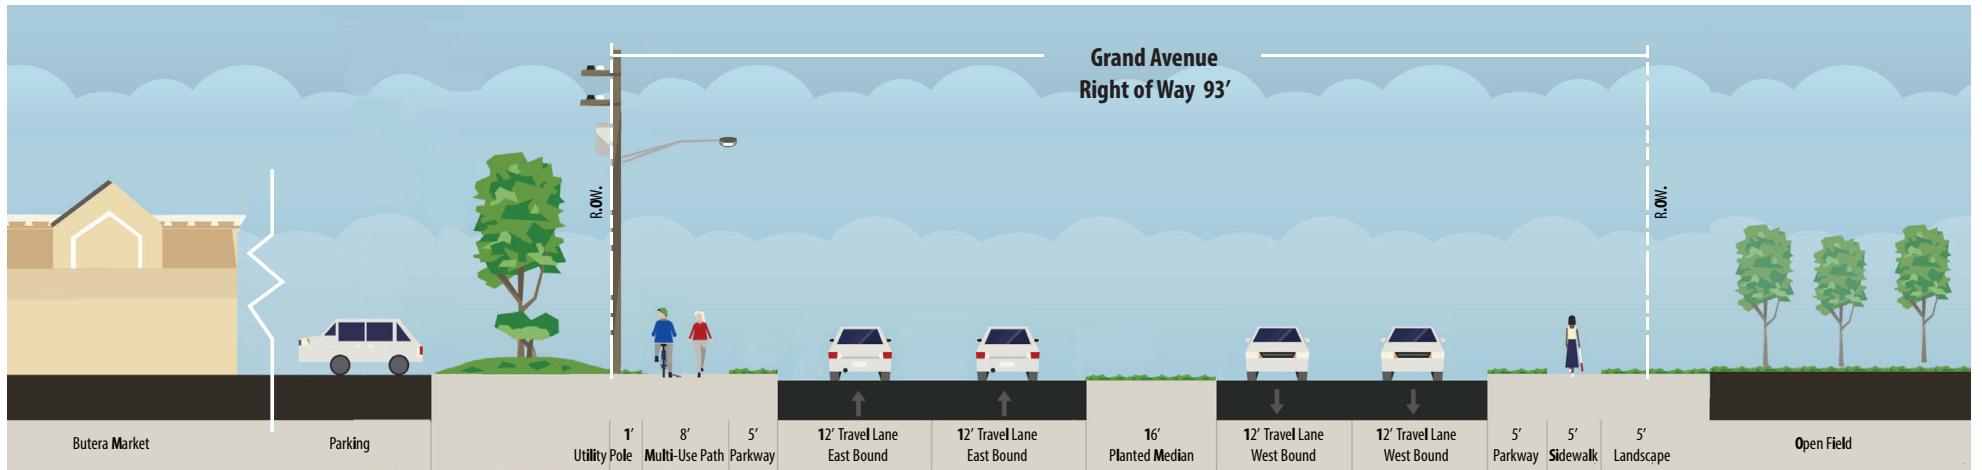 Grand Avenue
Right of Way 93'
R.OW.
R.OW.
Butera Market
Parking
1'
Utility Pole
8'
Multi-Use Path
5'
Parkway
12' Travel Lane
East Bound
12' Travel Lane
East Bound
16'
Planted Median
12' Travel Lane
West Bound
12' Travel Lane
West Bound
5'
Parkway
5'
Sidewalk
5'
Landscape
Open Field